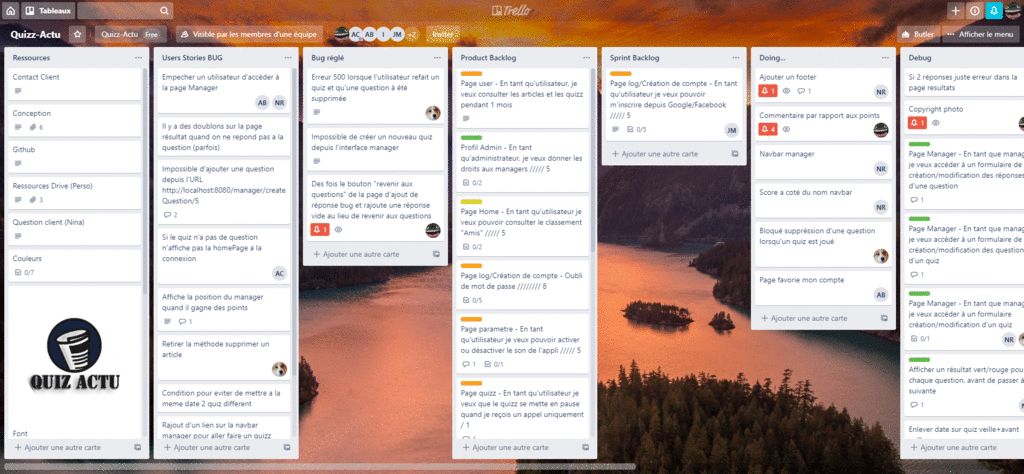 Tableaux
Trello
Quizz-Actu
Quizz-Actu Free
Visible par les membres d'une équipe
AC AB I JM +2
Inviter
Butler
Afficher le menu
Ressources
Contact Client
Conception
6
Github
Ressources Drive (Perso)
3
Question client (Nina)
Couleurs
0/7
QUIZ ACTU
Font
Ajouter une autre carte
Users Stories BUG
Empecher un utilisateur d'accéder à
la page Manager
AB NR
Il y a des doublons sur la page
résultat quand on ne repond pas a la
question (parfois)
Impossible d'ajouter une question
depuis l'URL
http://localhost:8080/manager/create
Question/5
2
Si le quiz n'a pas de question
n'affiche pas la homePage a la
connexion
AC
Affiche la position du manager
quand il gagne des points
1
Retirer la méthode supprimer un
article
Condition pour eviter de mettre a la
meme date 2 quiz different
Rajout d'un lien sur la navbar
manager pour aller faire un quizz
Ajouter une autre carte
Bug réglé
Erreur 500 lorsque l'utilisateur refait un
quiz et qu'une question à été
supprimée
Impossible de créer un nouveau quiz
depuis l'interface manager
Des fois le bouton "revenir aux
questions" de la page d'ajout de
réponse bug et rajoute une réponse
vide au lieu de revenir aux questions
1
Ajouter une autre carte
Product Backlog
Page user - En tant qu'utilisateur, je
veux consulter les articles et les quizz
pendant 1 mois
Profil Admin - En tant
qu'administrateur, je veux donner les
droits aux managers ///// 5
0/2
Page Home - En tant qu'utilisateur je
veux pouvoir consulter le classement
"Amis" ///// 5
0/2
Page log/Création de compte - Oubli
de mot de passe //////// 8
0/5
Page parametre - En tant
qu'utilisateur je veux pouvoir activer
ou désactiver le son de l'appli ///// 5
1 0/1
Page quizz - En tant qu'utilisateur je
veux que le quizz se mette en pause
quand je reçois un appel uniquement
/ 1
Ajouter une autre carte
Sprint Backlog
Page log/Création de compte - En tant
qu'utilisateur je veux pouvoir
m'inscrire depuis Google/Facebook
///// 5
0/5
JM
Ajouter une autre carte
Doing...
Ajouter un footer
1 1
NR
Commentaire par rapport aux points
4
Navbar manager
NR
Score a coté du nom navbar
NR
Bloqué suppréssion d'une question
lorsqu'un quiz est joué
Page favorie mon compte
AB
Ajouter une autre carte
Debug
Si 2 réponses juste erreur dans la
page resultats
Copyright photo
1
Page Manager - En tant que manag
je veux accéder à un formulaire de
création/modification des réponses
d'une question
1
Page Manager - En tant que manag
je veux accéder à un formulaire de
création/modification des question
d'un quiz
1
Page Manager - En tant que manag
je veux accéder à un formulaire
création/modification d'un quiz
0/1
NR
Afficher un résultat vert/rouge pou
chaque question, avant de passer à
suivante
1
Enlever date sur quiz veille+avant
Ajouter une autre carte